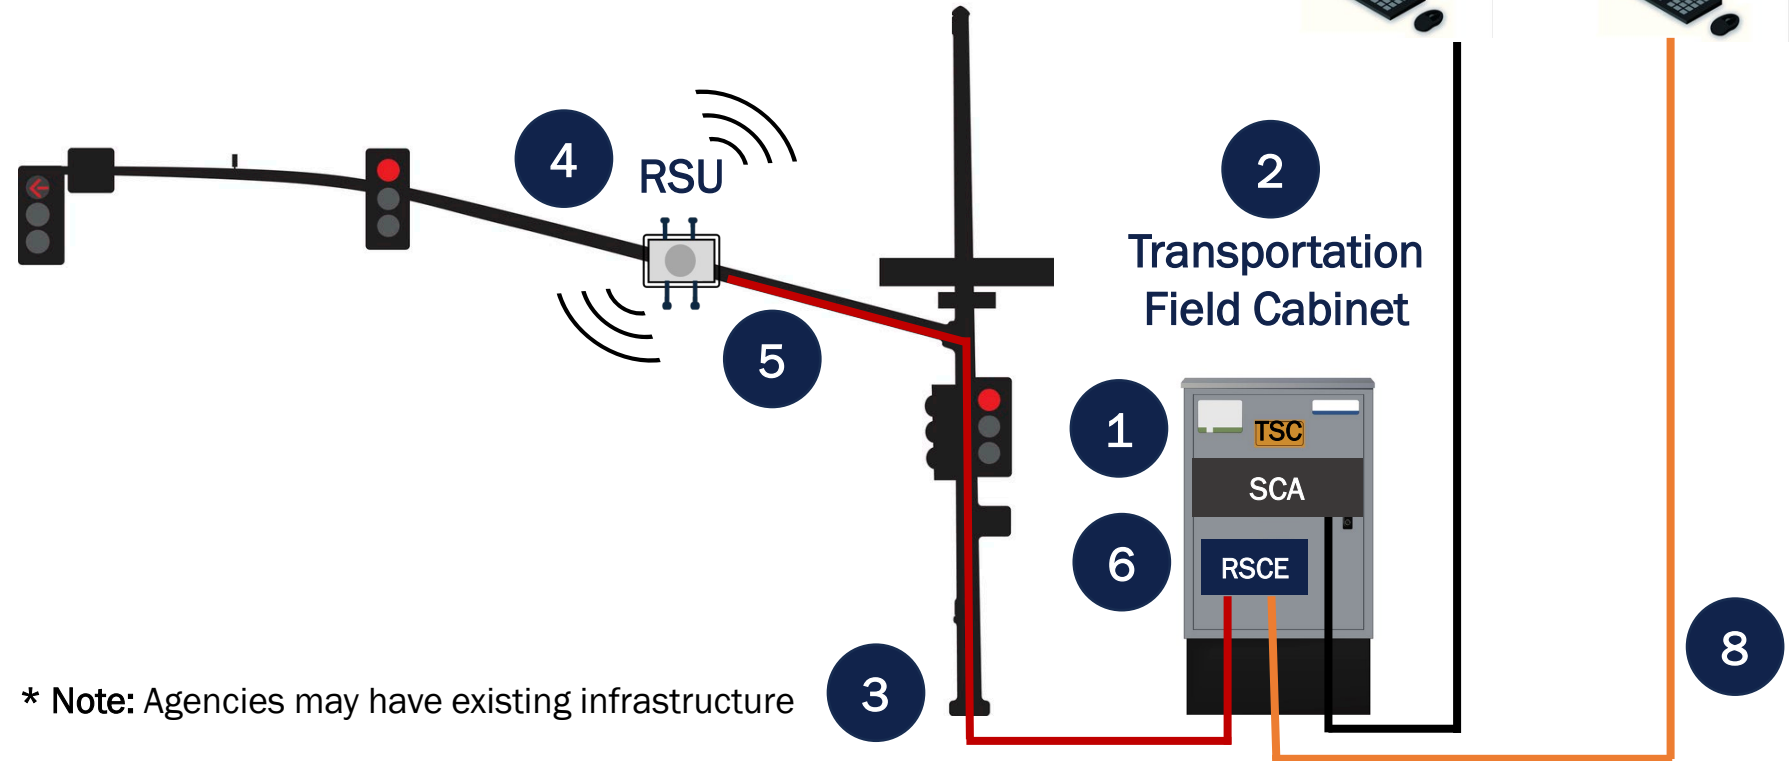 4
RSU
2
Transportation
Field Cabinet
5
1
TSC
SCA
6
RSCE
8
3
* Note: Agencies may have existing infrastructure